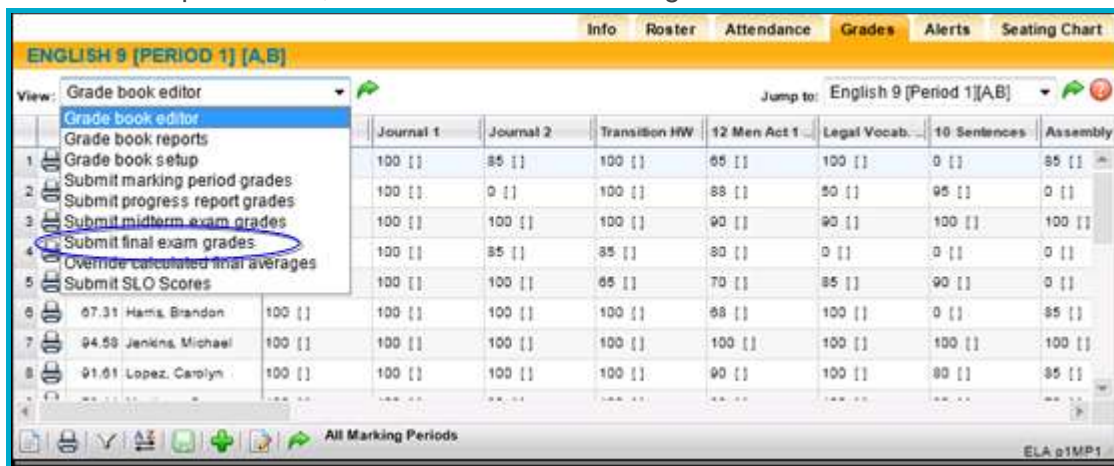 Info Roster Attendance Grades Alerts Seating Chart
ENGLISH 9 [PERIOD 1] [A,B]
View: Grade book editor Jump to: English 9 [Period 1][A,B]
Grade book editor
Grade book reports
Grade book setup
Submit marking period grades
Submit progress report grades
Submit midterm exam grades
Submit final exam grades
Override calculated final averages
Submit SLO Scores
Journal 1 Journal 2 Transition HW 12 Men Act 1 ... Legal Vocab. ... 10 Sentences Assembly
1 100 [] 85 [] 100 [] 65 [] 100 [] 0 [] 85 []
2 100 [] 0 [] 100 [] 88 [] 50 [] 95 [] 0 []
3 100 [] 100 [] 100 [] 90 [] 90 [] 100 [] 100 []
4 100 [] 85 [] 85 [] 80 [] 0 [] 0 [] 0 []
5 100 [] 100 [] 65 [] 70 [] 85 [] 90 [] 0 []
6 67.31 Harris, Brandon 100 [] 100 [] 100 [] 100 [] 68 [] 100 [] 0 [] 85 []
7 94.58 Jenkins, Michael 100 [] 100 [] 100 [] 100 [] 100 [] 100 [] 100 [] 100 []
8 91.61 Lopez, Carolyn 100 [] 100 [] 100 [] 100 [] 90 [] 100 [] 80 [] 85 []
All Marking Periods
ELA p1MP1